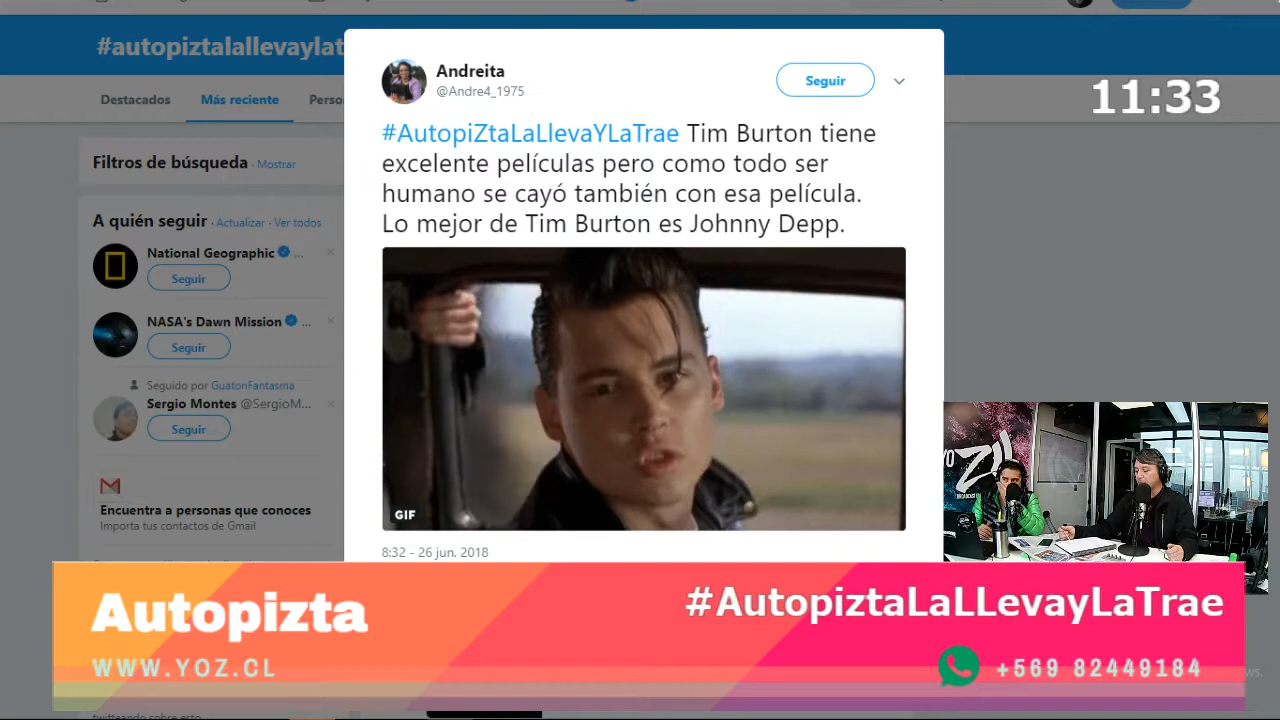 #autopiztalallevaylat
Destacados
Más reciente
Perso
Filtros de búsqueda · Mostrar
A quién seguir · Actualizar · Ver todos
National Geographic ...
Seguir
NASA's Dawn Mission ...
Seguir
Seguido por GuatonFantasma
Sergio Montes @SergioM...
Seguir
Encuentra a personas que conoces
Importa tus contactos de Gmail
Andreita
@Andre4_1975
Seguir
#AutopiZtaLaLlevaYLaTrae Tim Burton tiene
excelente películas pero como todo ser
humano se cayó también con esa película.
Lo mejor de Tim Burton es Johnny Depp.
GIF
8:32 - 26 jun. 2018
11:33
Autopizta
WWW.YOZ.CL
#AutopiztaLaLLevayLaTrae
+569 82449184
twitteando sobre esto